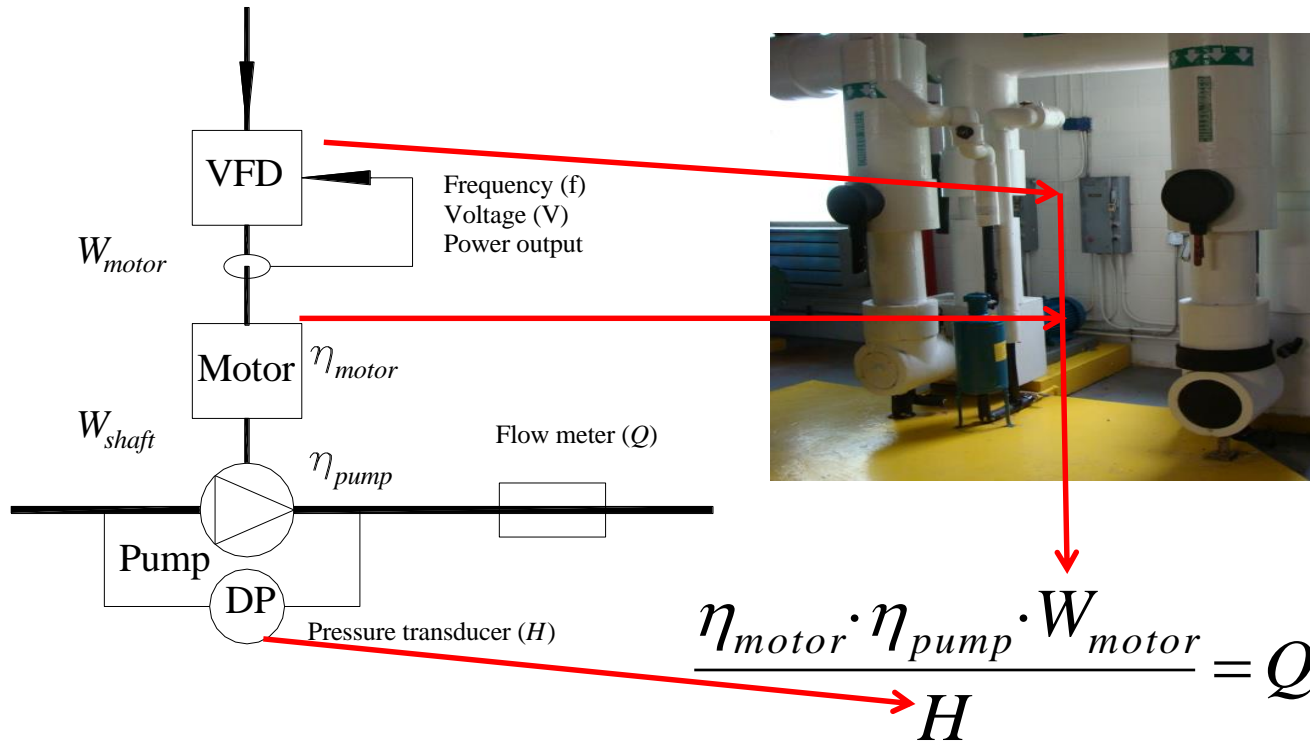 VFD
Frequency (f)
Voltage (V)
Power output
W_motor
Motor
η_motor
W_shaft
Flow meter (Q)
η_pump
Pump
DP
Pressure transducer (H)
η_motor · η_pump · W_motor
H
= Q